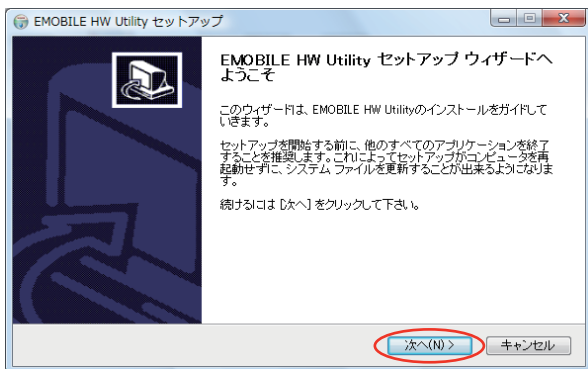 EMOBILE HW Utility セットアップ
EMOBILE HW Utility セットアップ ウィザードへ
ようこそ
このウィザードは、EMOBILE HW Utilityのインストールをガイドして
いきます。
セットアップを開始する前に、他のすべてのアプリケーションを終了
することを推奨します。これによってセットアップがコンピュータを再
起動せずに、システム ファイルを更新することが出来るようになりま
す。
続けるには [次へ] をクリックして下さい。
次へ(N) >
キャンセル